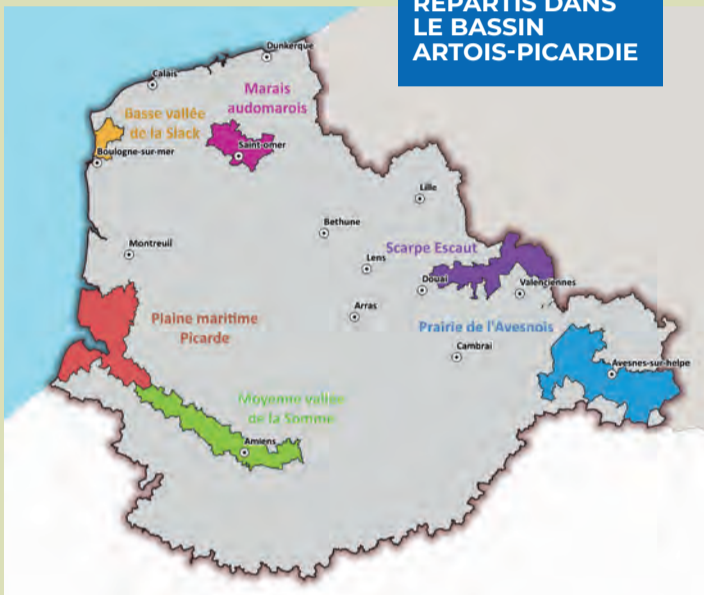 RÉPARTIS DANS
LE BASSIN
ARTOIS-PICARDIE
Dunkerque
Calais
Marais
audomarois
Basse vallée
de la Slack
Saint-omer
Boulogne-sur-mer
Lille
Bethune
Montreuil
Scarpe Escaut
Lens
Douai
Valenciennes
Arras
Plaine maritime
Picarde
Prairie de l'Avesnois
Cambrai
Avesnes-sur-helpe
Moyenne vallée
de la Somme
Amiens